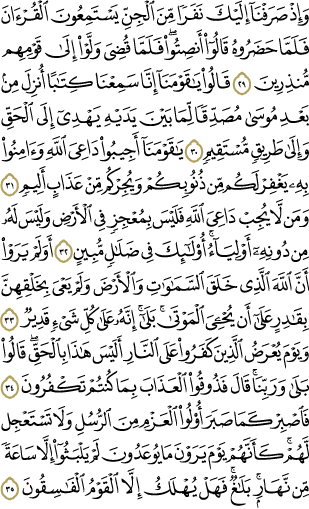 وَإِذْ صَرَفْنَآ إِلَيْكَ نَفَرًا مِّنَ ٱلْجِنِّ يَسْتَمِعُونَ ٱلْقُرْءَانَ
فَلَمَّا حَضَرُوهُ قَالُوٓا۟ أَنصِتُوا۟ ۖ فَلَمَّا قُضِىَ وَلَّوْا۟ إِلَىٰ قَوْمِهِم
مُّنذِرِينَ ٢٩ قَالُوا۟ يَٰقَوْمَنَآ إِنَّا سَمِعْنَا كِتَٰبًا أُنزِلَ مِنۢ
بَعْدِ مُوسَىٰ مُصَدِّقًا لِّمَا بَيْنَ يَدَيْهِ يَهْدِىٓ إِلَى ٱلْحَقِّ
وَإِلَىٰ طَرِيقٍ مُّسْتَقِيمٍ ٣٠ يَٰقَوْمَنَآ أَجِيبُوا۟ دَاعِىَ ٱللَّهِ وَءَامِنُوا۟
بِهِۦ يَغْفِرْ لَكُم مِّن ذُنُوبِكُمْ وَيُجِرْكُم مِّنْ عَذَابٍ أَلِيمٍ ٣١
وَمَن لَّا يُجِبْ دَاعِىَ ٱللَّهِ فَلَيْسَ بِمُعْجِزٍ فِى ٱلْأَرْضِ وَلَيْسَ لَهُۥ
مِن دُونِهِۦٓ أَوْلِيَآءُ ۚ أُو۟لَٰٓئِكَ فِى ضَلَٰلٍ مُّبِينٍ ٣٢ أَوَلَمْ يَرَوْا۟
أَنَّ ٱللَّهَ ٱلَّذِى خَلَقَ ٱلسَّمَٰوَٰتِ وَٱلْأَرْضَ وَلَمْ يَعْىَ بِخَلْقِهِنَّ
بِقَٰدِرٍ عَلَىٰٓ أَن يُحْۦِىَ ٱلْمَوْتَىٰ ۚ بَلَىٰٓ إِنَّهُۥ عَلَىٰ كُلِّ شَىْءٍ قَدِيرٌ ٣٣
وَيَوْمَ يُعْرَضُ ٱلَّذِينَ كَفَرُوا۟ عَلَى ٱلنَّارِ أَلَيْسَ هَٰذَا بِٱلْحَقِّ ۖ قَالُوا۟
بَلَىٰ وَرَبِّنَا ۚ قَالَ فَذُوقُوا۟ ٱلْعَذَابَ بِمَا كُنتُمْ تَكْفُرُونَ ٣٤
فَٱصْبِرْ كَمَا صَبَرَ أُو۟لُوا۟ ٱلْعَزْمِ مِنَ ٱلرُّسُلِ وَلَا تَسْتَعْجِل
لَّهُمْ ۚ كَأَنَّهُمْ يَوْمَ يَرَوْنَ مَا يُوعَدُونَ لَمْ يَلْبَثُوٓا۟ إِلَّا سَاعَةً
مِّن نَّهَارٍۭ ۚ بَلَٰغٌ ۚ فَهَلْ يُهْلَكُ إِلَّا ٱلْقَوْمُ ٱلْفَٰسِقُونَ ٣٥